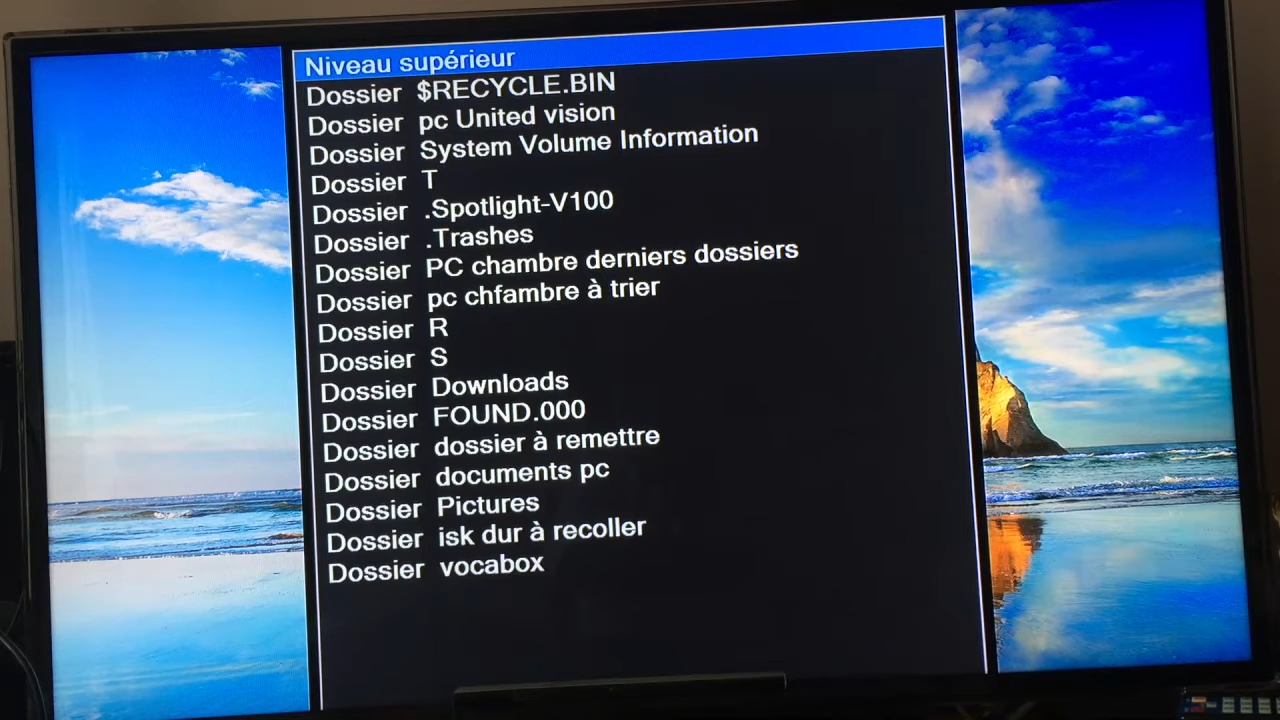 Niveau supérieur
Dossier $RECYCLE.BIN
Dossier pc United vision
Dossier System Volume Information
Dossier T
Dossier .Spotlight-V100
Dossier .Trashes
Dossier PC chambre derniers dossiers
Dossier pc chfambre à trier
Dossier R
Dossier S
Dossier Downloads
Dossier FOUND.000
Dossier dossier à remettre
Dossier documents pc
Dossier Pictures
Dossier isk dur à recoller
Dossier vocabox